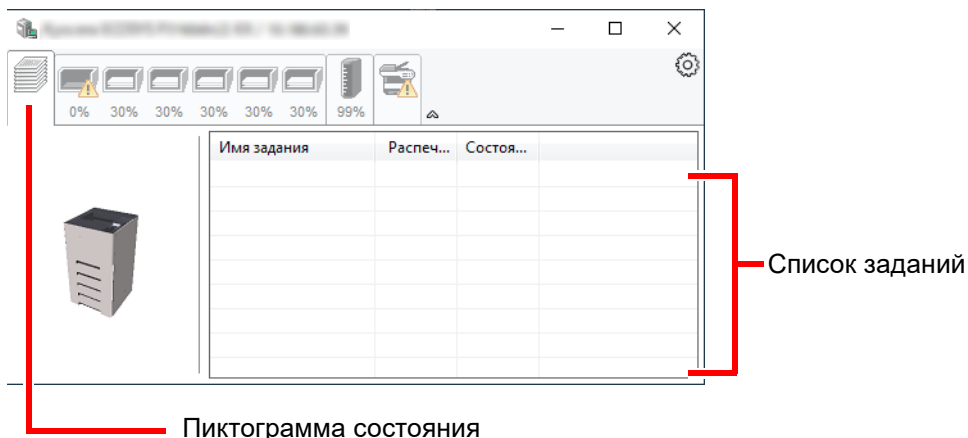 0% 30% 30% 30% 30% 30% 99%
Имя задания Распеч... Состоя...
Список заданий
Пиктограмма состояния